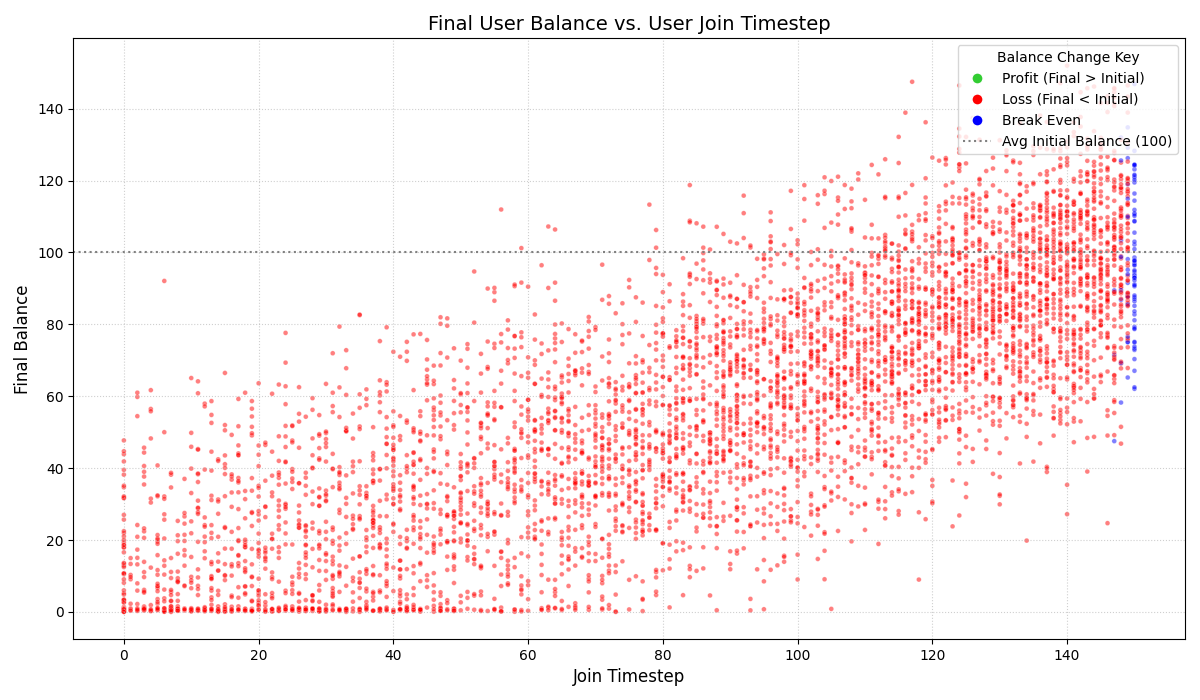 Final User Balance vs. User Join Timestep
Balance Change Key
Profit (Final > Initial)
Loss (Final < Initial)
Break Even
Avg Initial Balance (100)
Final Balance
140
120
100
80
60
40
20
0
0 20 40 60 80 100 120 140
Join Timestep